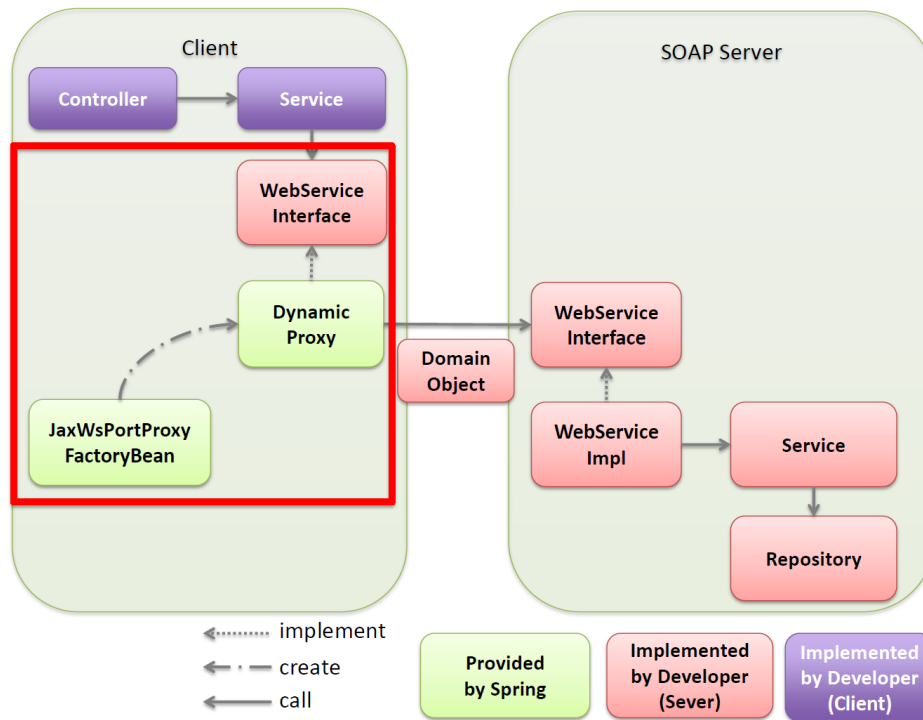 Client
SOAP Server
Controller
Service
WebService
Interface
Dynamic
Proxy
WebService
Interface
Domain
Object
JaxWsPortProxy
FactoryBean
WebService
Impl
Service
Repository
implement
create
call
Provided
by Spring
Implemented
by Developer
(Sever)
Implemented
by Developer
(Client)